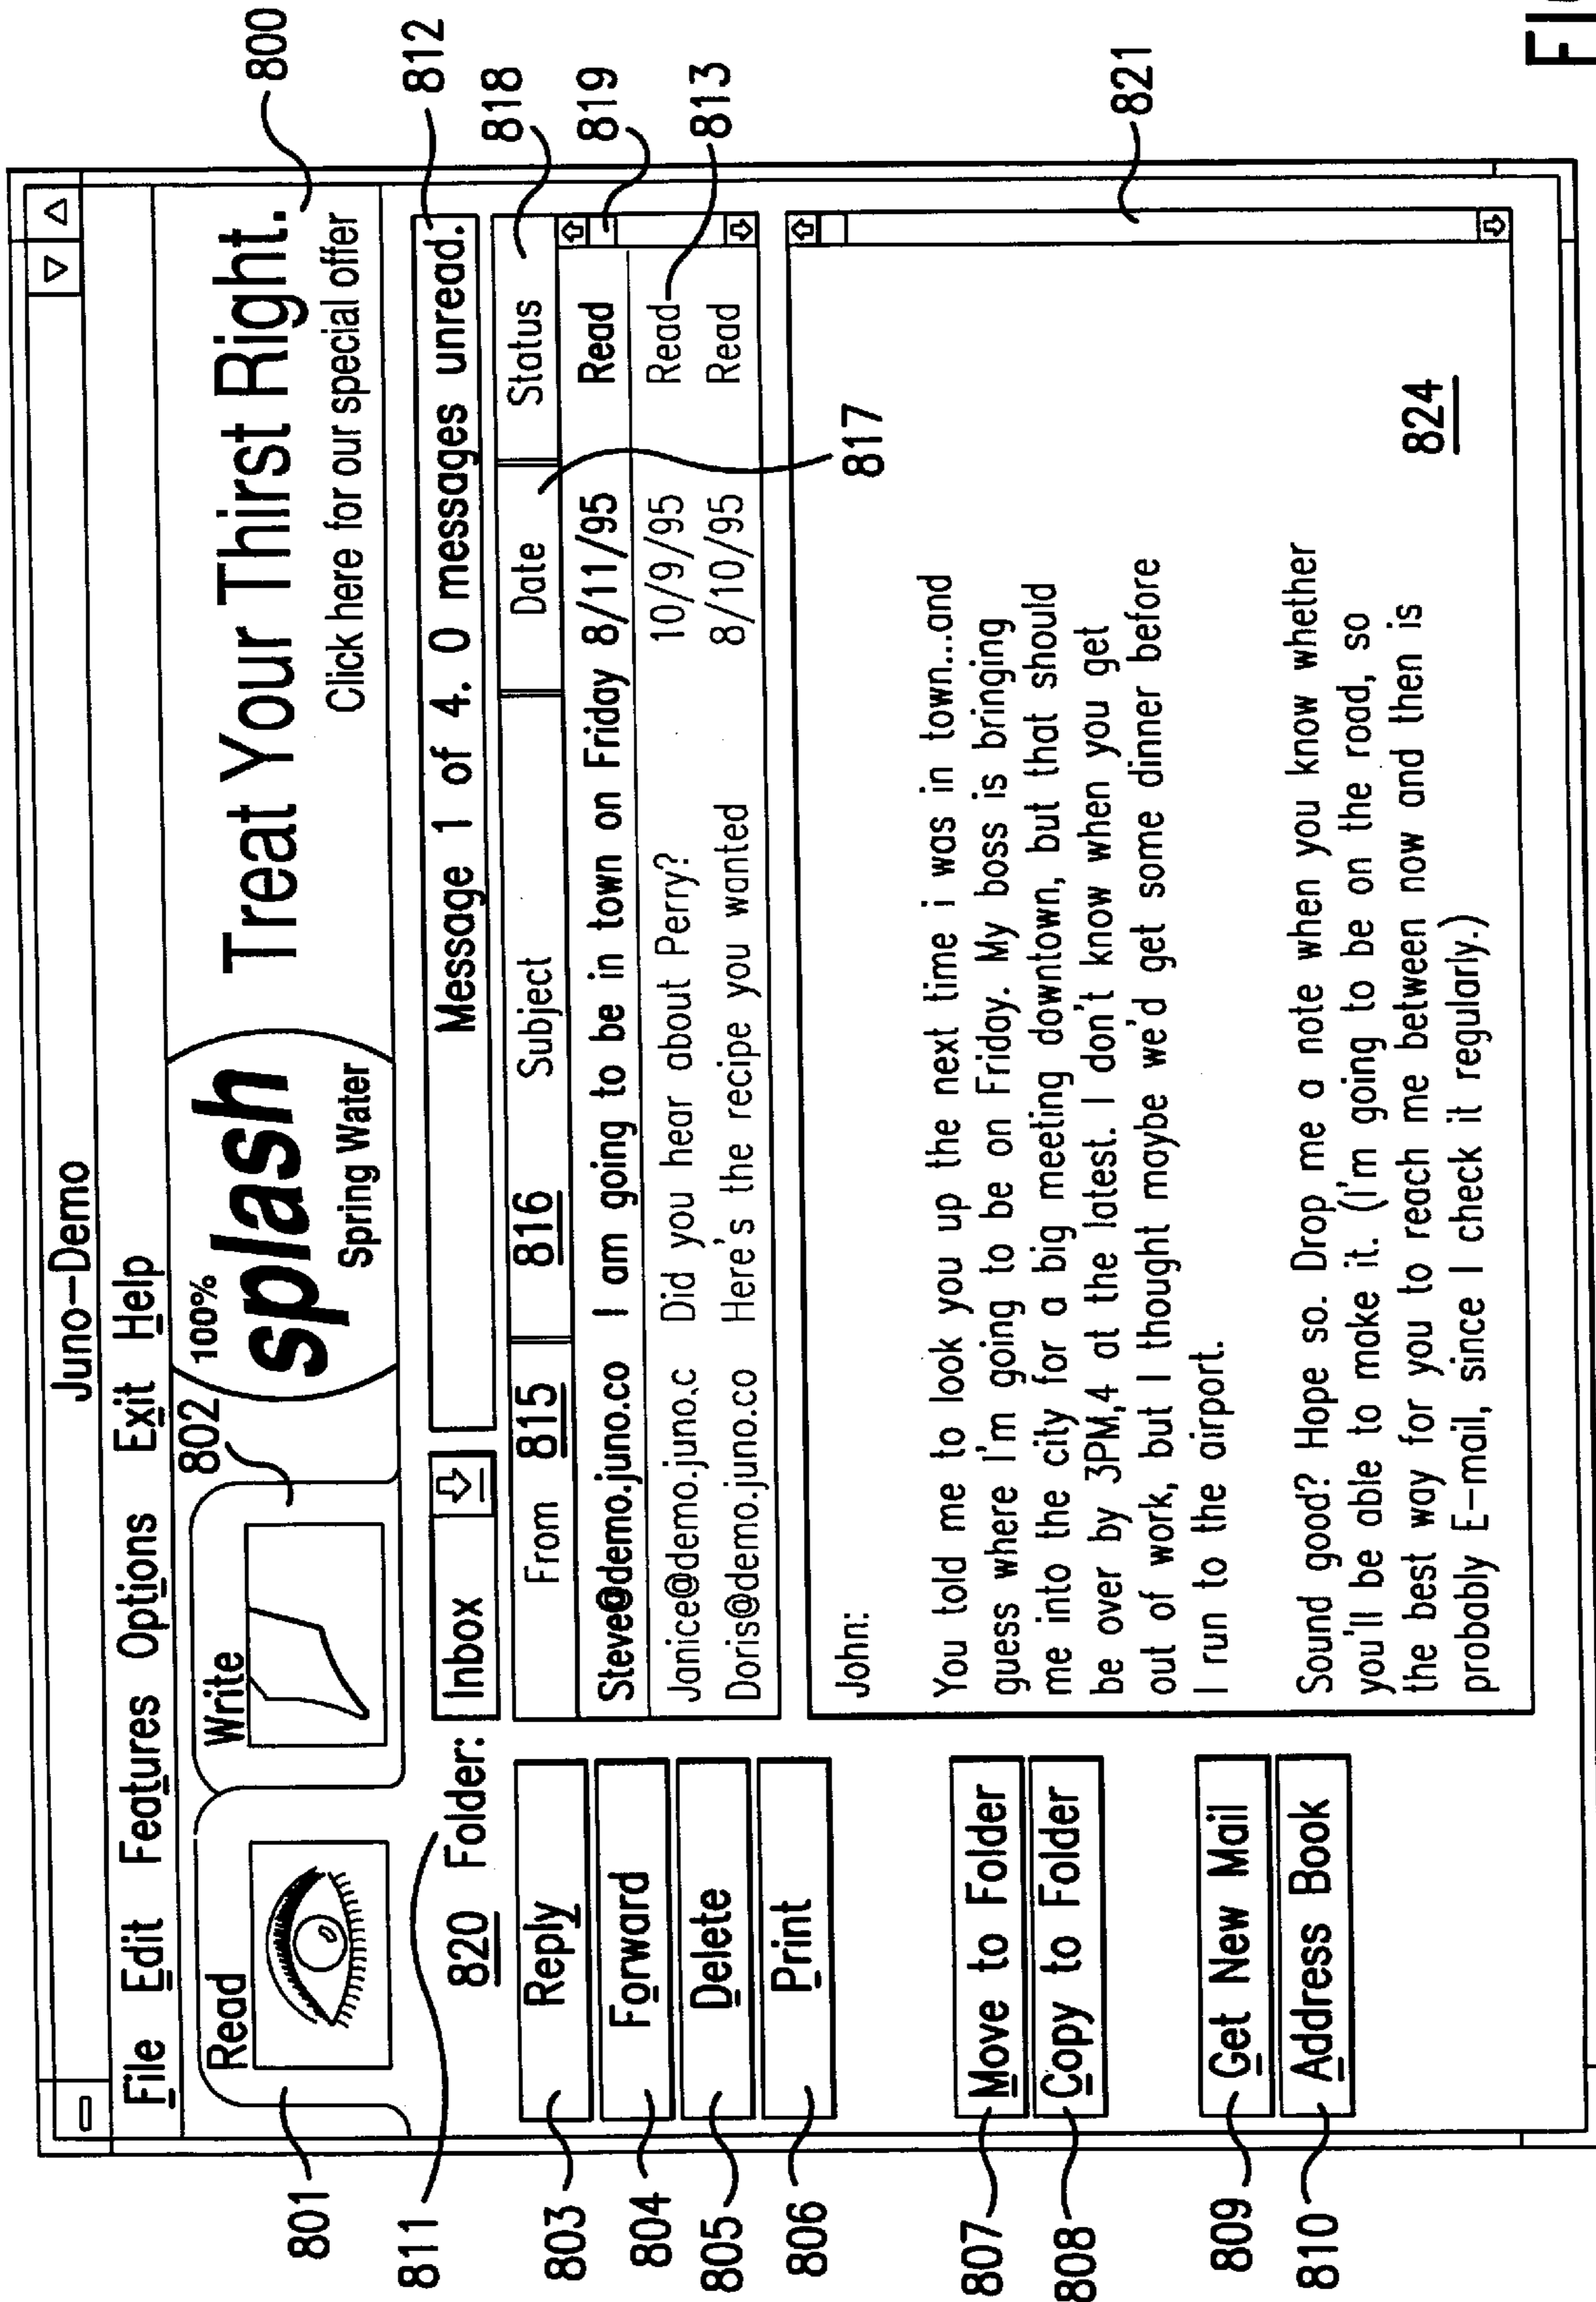 Juno-Demo
File Edit Features Options Exit Help
Read
Write
802
100%
splash
Spring Water
Treat Your Thirst Right.
Click here for our special offer
800
801
811
820 Folder:
Inbox
Message 1 of 4. 0 messages unread.
812
From 815
816 Subject
Date
Status
818
Steve@demo.juno.co I am going to be in town on Friday 8/11/95 Read
819
Janice@demo.juno.c Did you hear about Perry? 10/9/95 Read
813
Doris@demo.juno.co Here's the recipe you wanted 8/10/95 Read
817
803 Reply
804 Forward
805 Delete
806 Print
807 Move to Folder
808 Copy to Folder
809 Get New Mail
810 Address Book
John:
You told me to look you up the next time i was in town...and
guess where I'm going to be on Friday. My boss is bringing
me into the city for a big meeting downtown, but that should
be over by 3PM,4 at the latest. I don't know when you get
out of work, but I thought maybe we'd get some dinner before
I run to the airport.
Sound good? Hope so. Drop me a note when you know whether
you'll be able to make it. (i'm going to be on the road, so
the best way for you to reach me between now and then is
probably E-mail, since I check it regularly.)
821
824